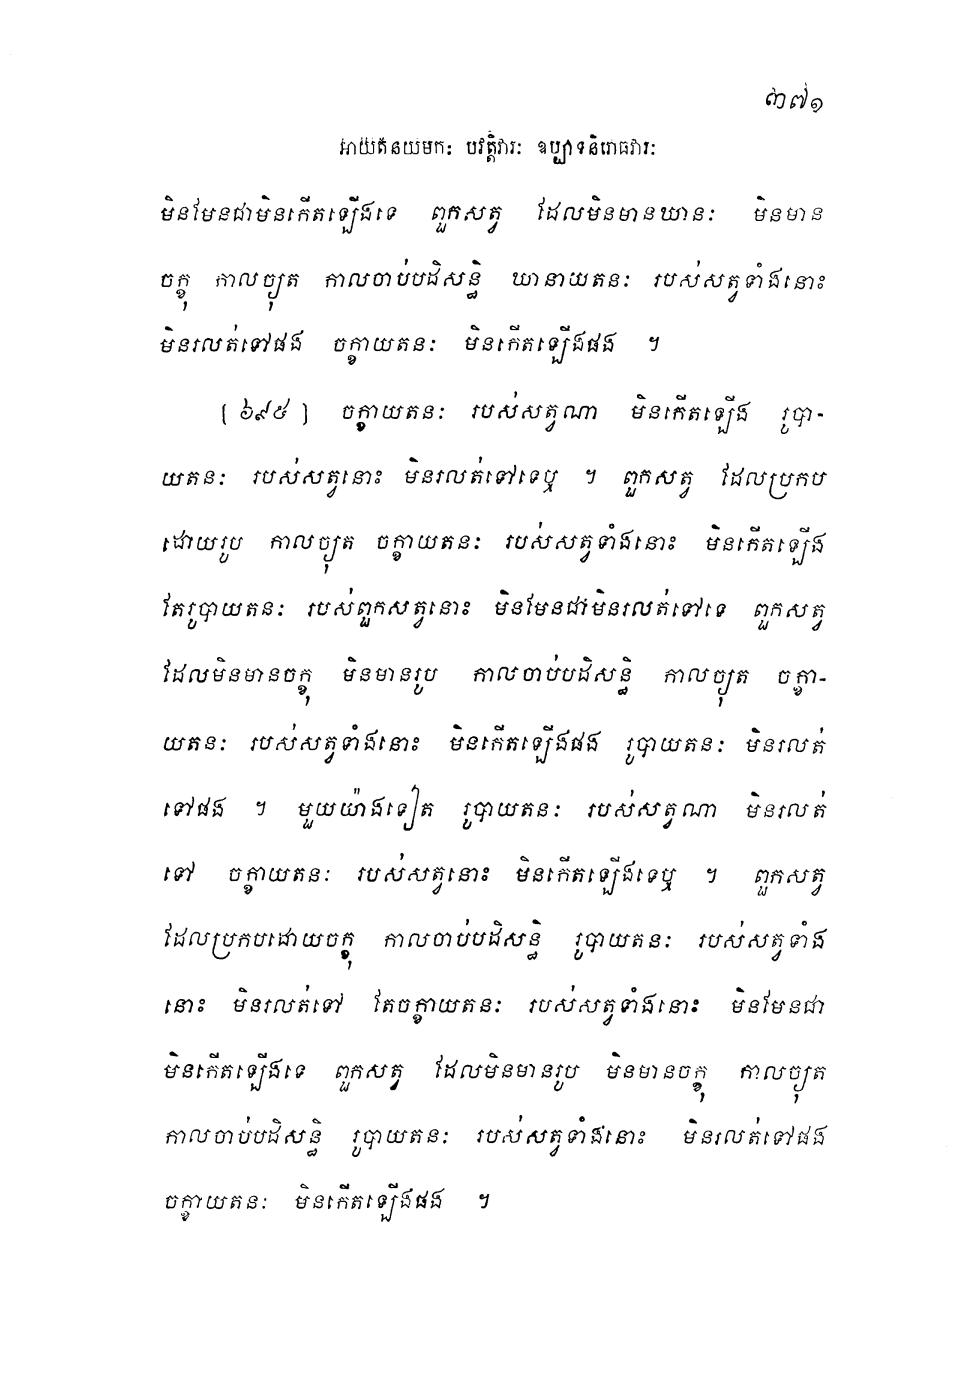 ៣៧១
អាយតនយមកៈ បវត្តិវារៈ ឧប្បាទនិរោធវារៈ
មិនមែនជាមិនកើតឡើងទេ ពួកសត្វ ដែលមិនមានឃានៈ មិនមាន
ចក្ខុ កាលច្យុត កាលចាប់បដិសន្ធិ ឃានាយតនៈ របស់សត្វទាំងនោះ
មិនរលត់ទៅផង ចក្ខាយតនៈ មិនកើតឡើងផង ។
(៦៩៥) ចក្ខាយតនៈ របស់សត្វណា មិនកើតឡើង រូបា-
យតនៈ របស់សត្វនោះ មិនរលត់ទៅទេឬ ។ ពួកសត្វ ដែលប្រកប
ដោយរូប កាលច្យុត ចក្ខាយតនៈ របស់សត្វទាំងនោះ មិនកើតឡើង
តែរូបាយតនៈ របស់ពួកសត្វនោះ មិនមែនជាមិនរលត់ទៅទេ ពួកសត្វ
ដែលមិនមានចក្ខុ មិនមានរូប កាលចាប់បដិសន្ធិ កាលច្យុត ចក្ខា-
យតនៈ របស់សត្វទាំងនោះ មិនកើតឡើងផង រូបាយតនៈ មិនរលត់
ទៅផង ។ មួយយ៉ាងទៀត រូបាយតនៈ របស់សត្វណា មិនរលត់
ទៅ ចក្ខាយតនៈ របស់សត្វនោះ មិនកើតឡើងទេឬ ។ ពួកសត្វ
ដែលប្រកបដោយចក្ខុ កាលចាប់បដិសន្ធិ រូបាយតនៈ របស់សត្វទាំង
នោះ មិនរលត់ទៅ តែចក្ខាយតនៈ របស់សត្វទាំងនោះ មិនមែនជា
មិនកើតឡើងទេ ពួកសត្វ ដែលមិនមានរូប មិនមានចក្ខុ កាលច្យុត
កាលចាប់បដិសន្ធិ រូបាយតនៈ របស់សត្វទាំងនោះ មិនរលត់ទៅផង
ចក្ខាយតនៈ មិនកើតឡើងផង ។